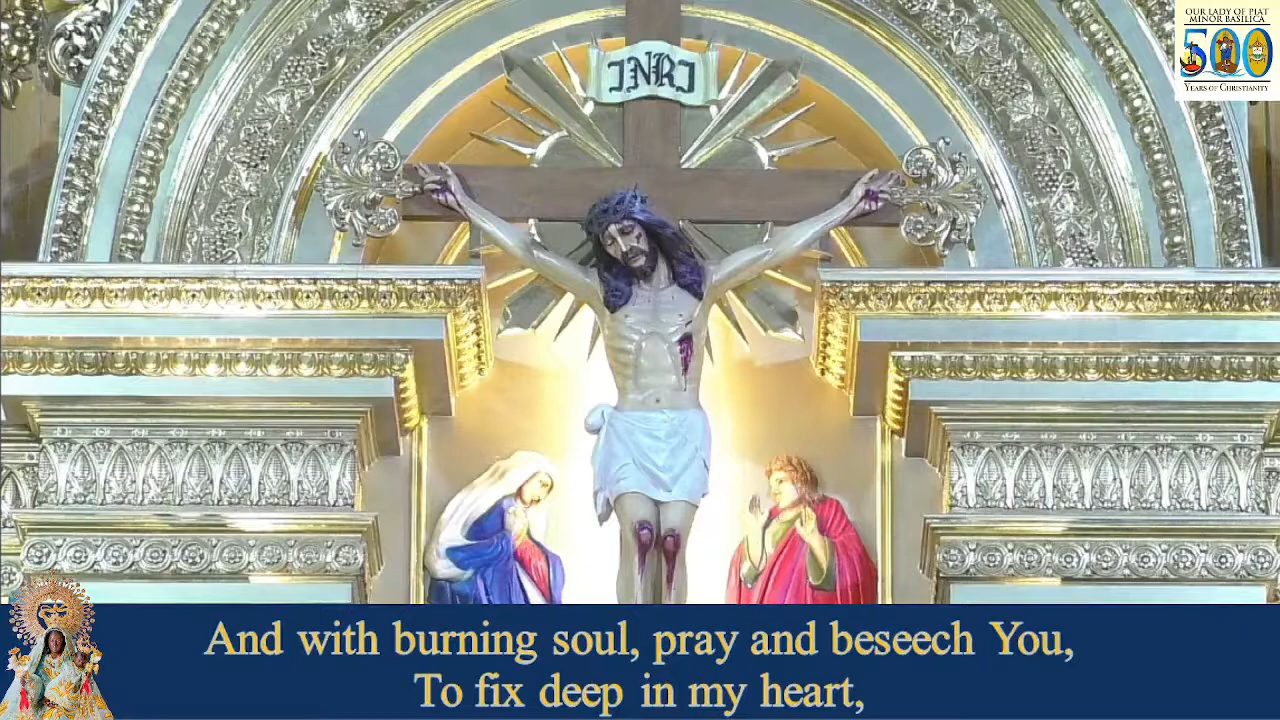 OUR LADY OF PIAT
MINOR BASILICA
500
YEARS OF CHRISTIANITY
INRI
And with burning soul, pray and beseech You,
To fix deep in my heart,